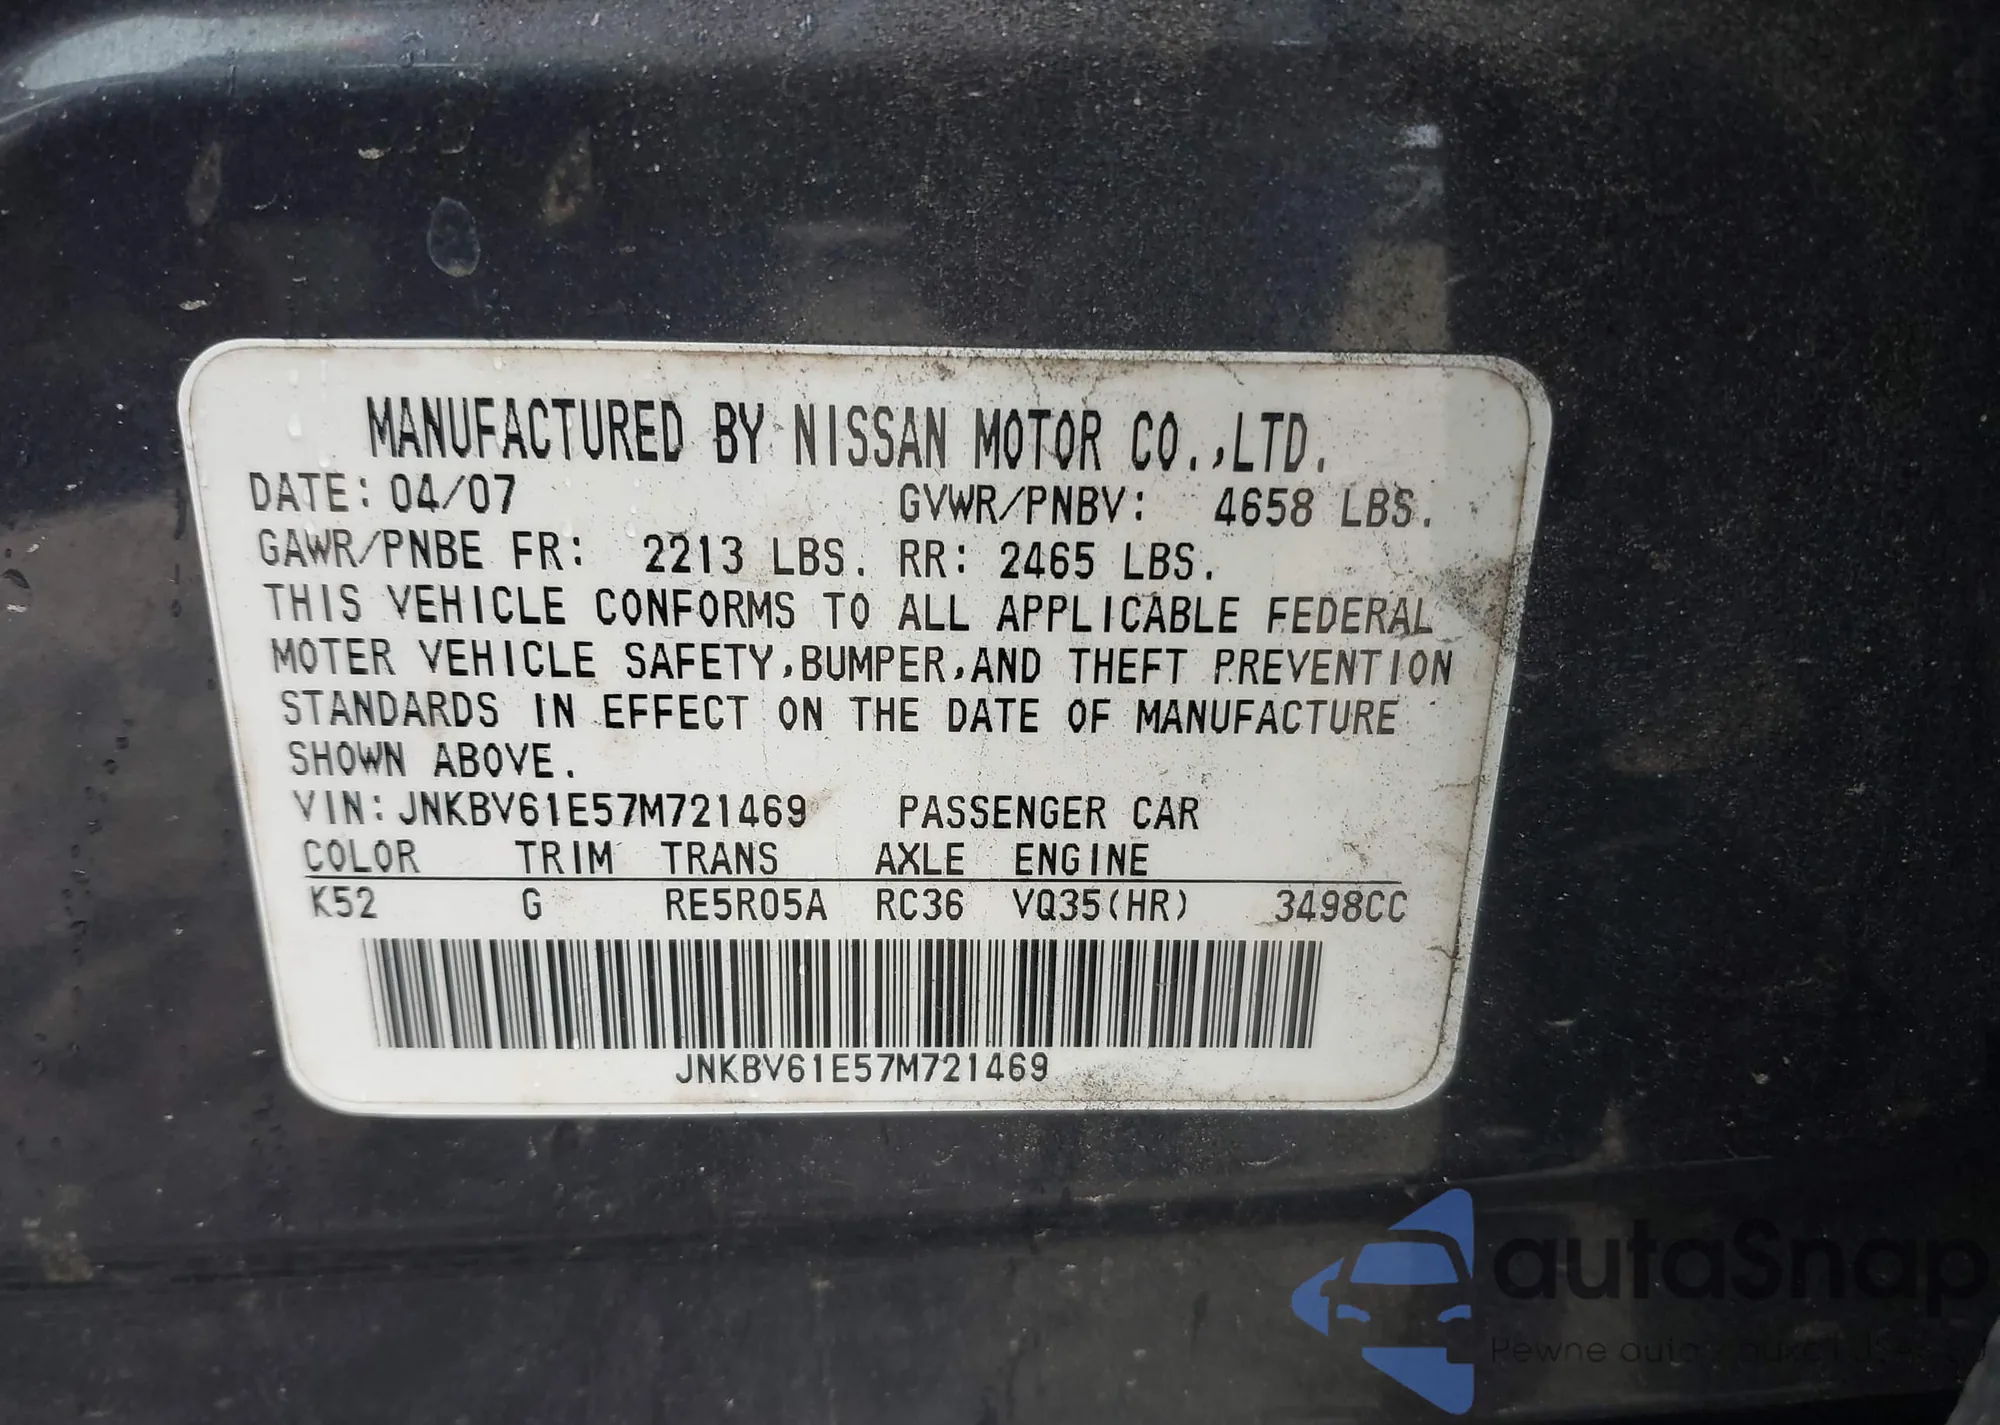 MANUFACTURED BY NISSAN MOTOR CO.,LTD.
DATE: 04/07 GVWR/PNBV: 4658 LBS.
GAWR/PNBE FR: 2213 LBS. RR: 2465 LBS.
THIS VEHICLE CONFORMS TO ALL APPLICABLE FEDERAL
MOTER VEHICLE SAFETY,BUMPER,AND THEFT PREVENTION
STANDARDS IN EFFECT ON THE DATE OF MANUFACTURE
SHOWN ABOVE.
VIN:JNKBV61E57M721469 PASSENGER CAR
COLOR TRIM TRANS AXLE ENGINE
K52 G RE5R05A RC36 VQ35(HR) 3498CC
JNKBV61E57M721469
autaSnap
Pewne auta z